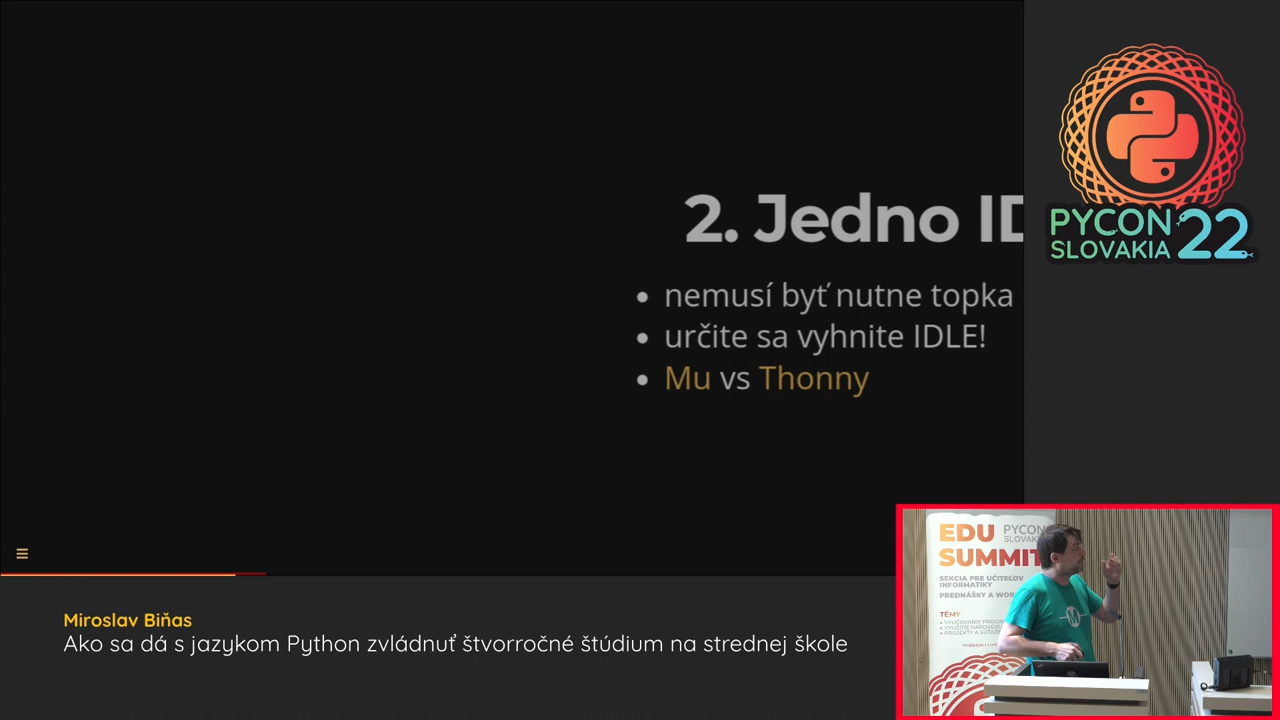 2. Jedno ID
nemusí byť nutne topka
určite sa vyhnite IDLE!
Mu vs Thonny
PYCON 22
SLOVAKIA
EDU
SUMMIT
PYCON
SLOVAKIA
SEKCIA PRE UČITEĽOV
INFORMATIKY
PREDNÁŠKY A WOR
TÉMY
Miroslav Biňas
Ako sa dá s jazykom Python zvládnuť štvorročné štúdium na strednej škole